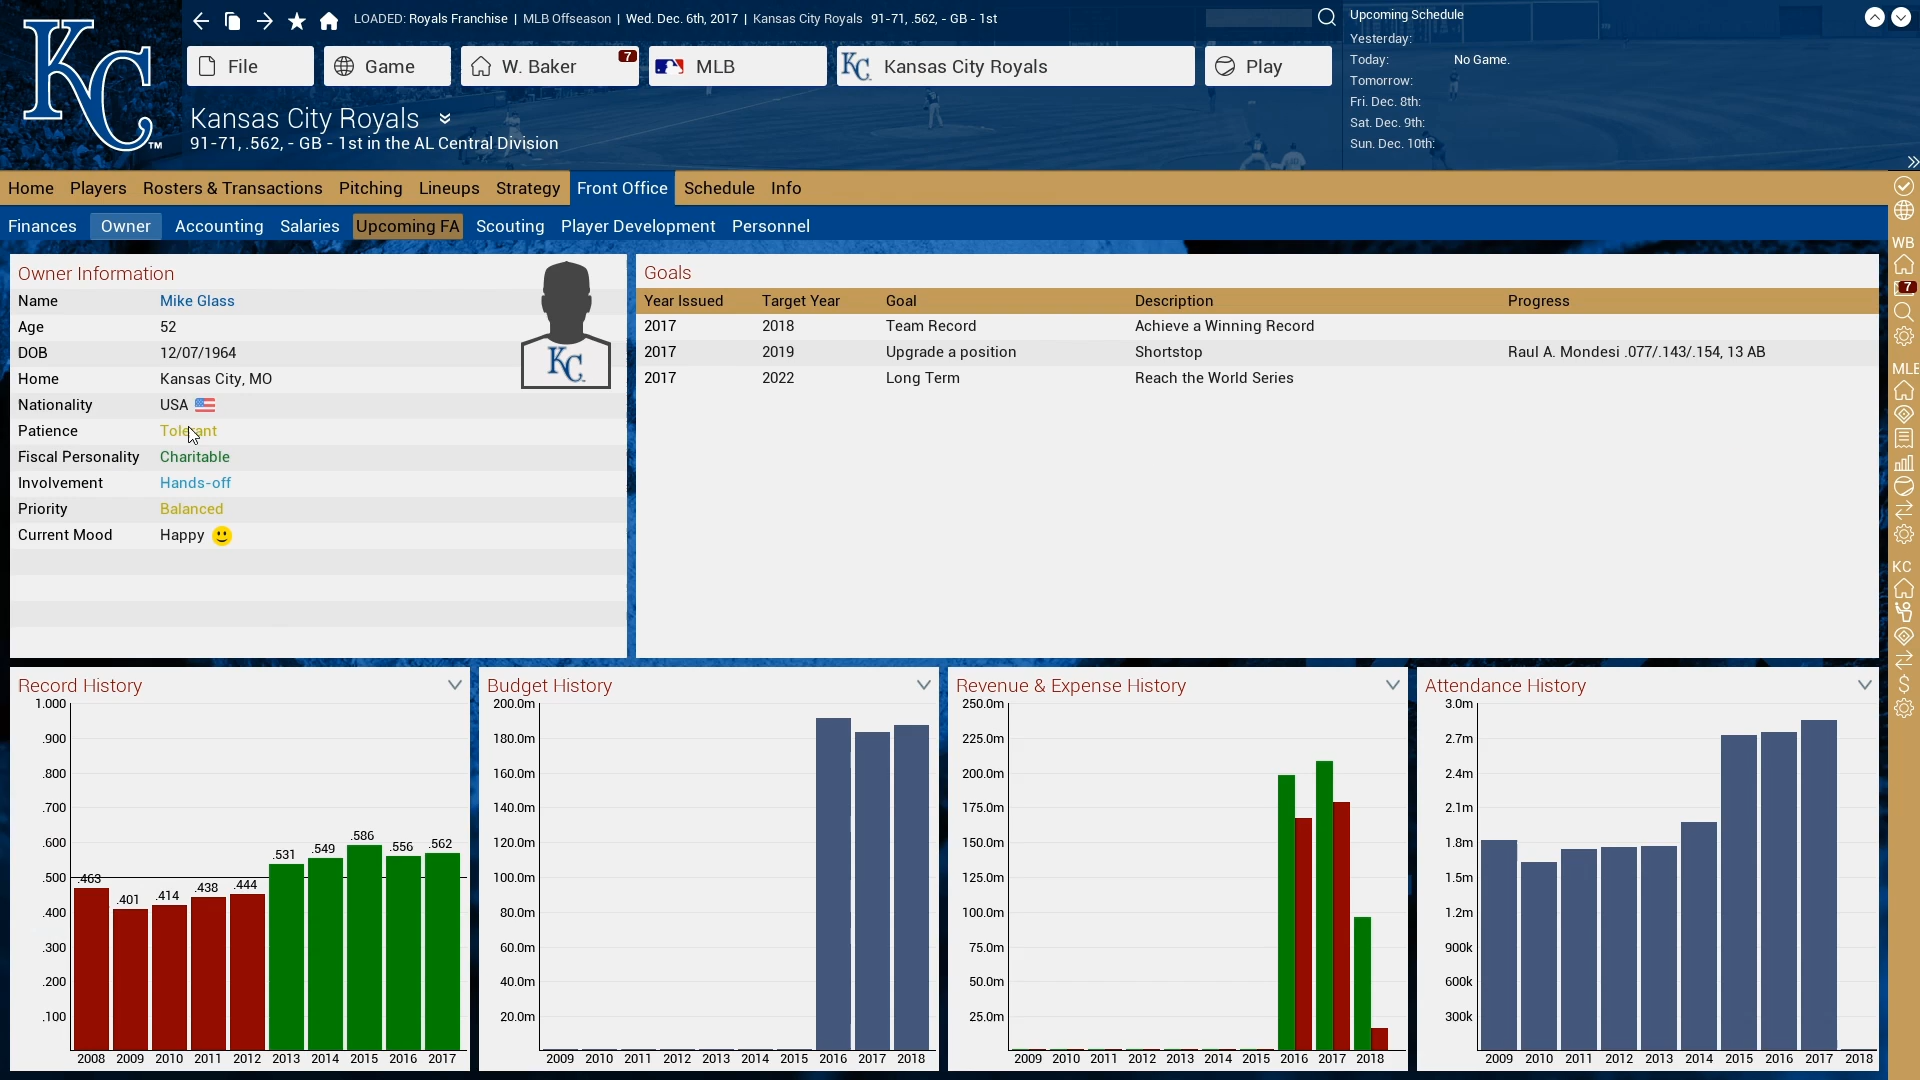 LOADED: Royals Franchise | MLB Offseason | Wed. Dec. 6th, 2017 | Kansas City Royals 91-71, .562, - GB - 1st
Upcoming Schedule
Yesterday:
Today: No Game.
Tomorrow:
Fri. Dec. 8th:
Sat. Dec. 9th:
Sun. Dec. 10th:
KC
TM
File Game W. Baker 7 MLB Kansas City Royals Play
Kansas City Royals
91-71, .562, - GB - 1st in the AL Central Division
Home Players Rosters & Transactions Pitching Lineups Strategy Front Office Schedule Info
Finances Owner Accounting Salaries Upcoming FA Scouting Player Development Personnel
Owner Information
Name Mike Glass
Age 52
DOB 12/07/1964
Home Kansas City, MO
Nationality USA
Patience Tolerant
Fiscal Personality Charitable
Involvement Hands-off
Priority Balanced
Current Mood Happy
KC
Goals
Year Issued Target Year Goal Description Progress
2017 2018 Team Record Achieve a Winning Record
2017 2019 Upgrade a position Shortstop Raul A. Mondesi .077/.143/.154, 13 AB
2017 2022 Long Term Reach the World Series
WB
7
MLB
KC
Record History
1.000
.900
.800
.700
.600
.500
.400
.300
.200
.100
.463 .401 .414 .438 .444 .531 .549 .586 .556 .562
2008 2009 2010 2011 2012 2013 2014 2015 2016 2017
Budget History
200.0m
180.0m
160.0m
140.0m
120.0m
100.0m
80.0m
60.0m
40.0m
20.0m
2009 2010 2011 2012 2013 2014 2015 2016 2017 2018
Revenue & Expense History
250.0m
225.0m
200.0m
175.0m
150.0m
125.0m
100.0m
75.0m
50.0m
25.0m
2009 2010 2011 2012 2013 2014 2015 2016 2017 2018
Attendance History
3.0m
2.7m
2.4m
2.1m
1.8m
1.5m
1.2m
900k
600k
300k
2009 2010 2011 2012 2013 2014 2015 2016 2017 2018